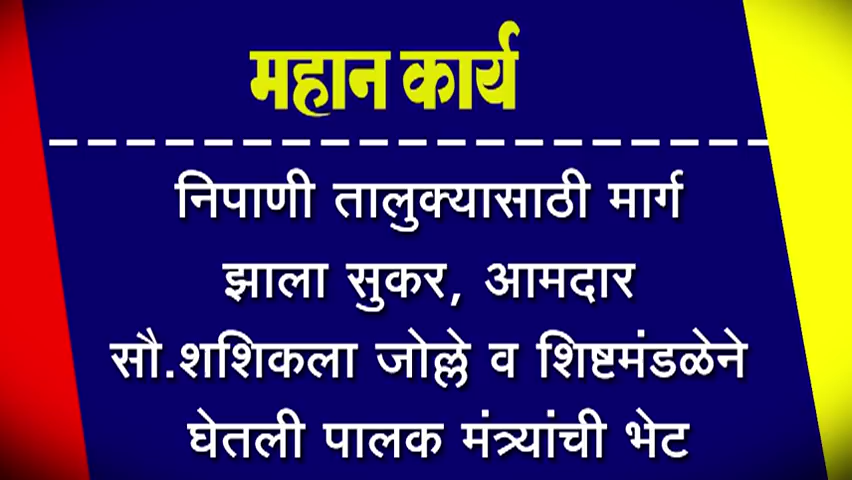 महान कार्य
निपाणी तालुक्यासाठी मार्ग
झाला सुकर, आमदार
सौ.शशिकला जोल्ले व शिष्टमंडळेने
घेतली पालक मंत्र्यांची भेट